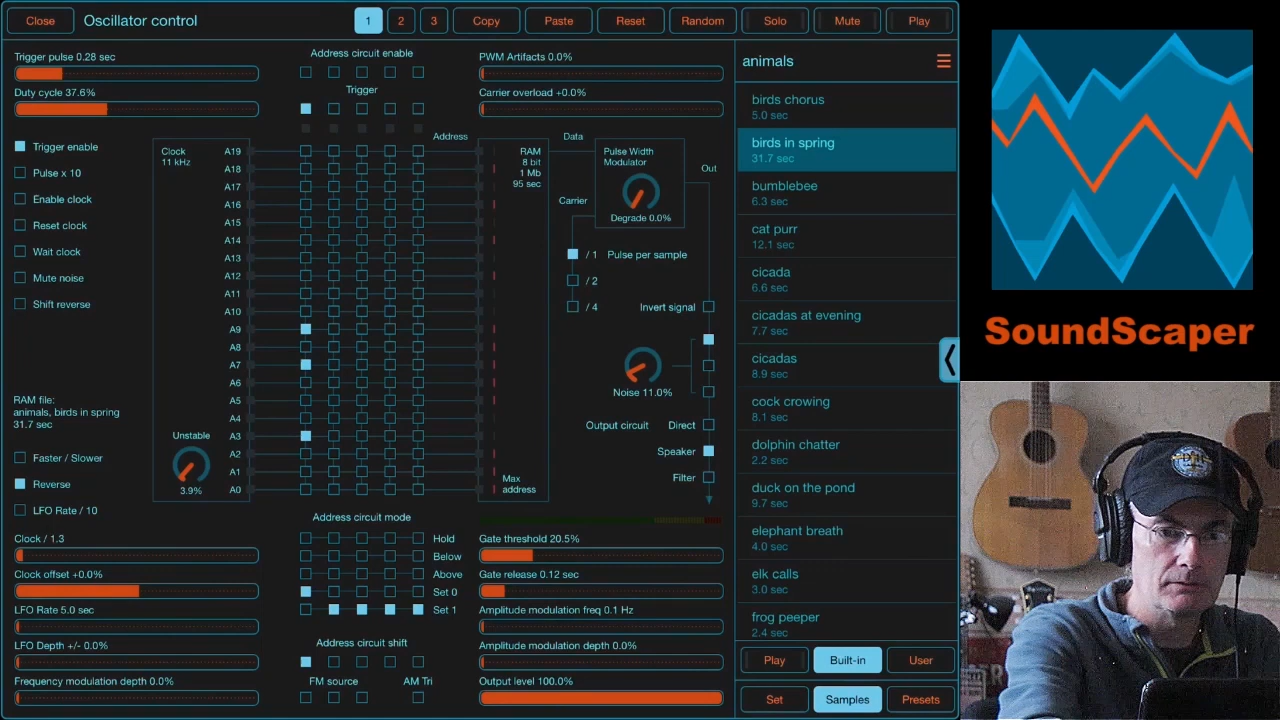 Close
Oscillator control
1
2
3
Copy
Paste
Reset
Random
Solo
Mute
Play
Trigger pulse 0.28 sec
Duty cycle 37.6%
Address circuit enable
Trigger
PWM Artifacts 0.0%
Carrier overload +0.0%
Trigger enable
Pulse x 10
Enable clock
Reset clock
Wait clock
Mute noise
Shift reverse
RAM file:
animals, birds in spring
31.7 sec
Faster / Slower
Reverse
LFO Rate / 10
Clock
11 kHz
A19
A18
A17
A16
A15
A14
A13
A12
A11
A10
A9
A8
A7
A6
A5
A4
A3
A2
A1
A0
Unstable
3.9%
Address
RAM
8 bit
1 Mb
95 sec
Max
address
Data
Pulse Width
Modulator
Degrade 0.0%
Out
Carrier
/ 1 Pulse per sample
/ 2
/ 4
Invert signal
Noise 11.0%
Output circuit
Direct
Speaker
Filter
Clock / 1.3
Clock offset +0.0%
LFO Rate 5.0 sec
LFO Depth +/- 0.0%
Frequency modulation depth 0.0%
Address circuit mode
Hold
Below
Above
Set 0
Set 1
Address circuit shift
FM source
AM Tri
Gate threshold 20.5%
Gate release 0.12 sec
Amplitude modulation freq 0.1 Hz
Amplitude modulation depth 0.0%
Output level 100.0%
animals
birds chorus
5.0 sec
birds in spring
31.7 sec
bumblebee
6.3 sec
cat purr
12.1 sec
cicada
6.6 sec
cicadas at evening
7.7 sec
cicadas
8.9 sec
cock crowing
8.1 sec
dolphin chatter
2.2 sec
duck on the pond
9.7 sec
elephant breath
4.0 sec
elk calls
3.0 sec
frog peeper
2.4 sec
Play
Built-in
User
Set
Samples
Presets
SoundScaper